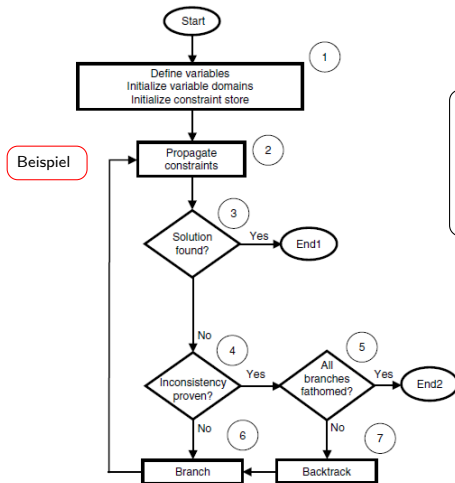 Start
1
Define variables
Initialize variable domains
Initialize constraint store
Beispiel
Propagate
constraints
2
3
Solution
found?
Yes
End1
No
4
Inconsistency
proven?
Yes
5
All
branches
fathomed?
Yes
End2
No
6
No
7
Branch
Backtrack